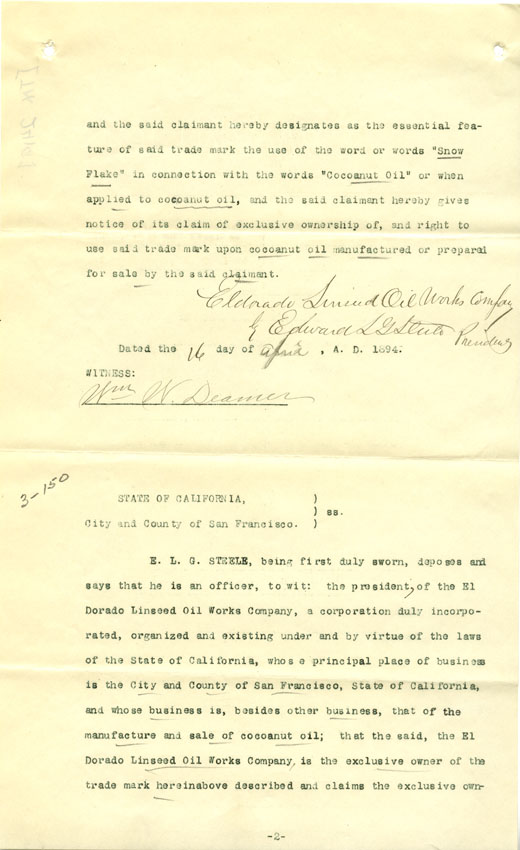 and the said claimant hereby designates as the essential fea-
ture of said trade mark the use of the word or words "Snow
Flake" in connection with the words "Cocoanut Oil" or when
applied to cocoanut oil, and the said claimant hereby gives
notice of its claim of exclusive ownership of, and right to
use said trade mark upon cocoanut oil manufactured or prepared
for sale by the said claimant.
Eldorado Linseed Oil Works Company
by Edward L G Steele President
Dated the 16 day of April , A. D. 1894.
WITNESS:
Wm W. Deamer
3-150
STATE OF CALIFORNIA, )
) ss.
City and County of San Francisco. )
E. L. G. STEELE, being first duly sworn, deposes and
says that he is an officer, to wit: the president, of the El
Dorado Linseed Oil Works Company, a corporation duly incorpo-
rated, organized and existing under and by virtue of the laws
of the State of California, whose principal place of business
is the City and County of San Francisco, State of California,
and whose business is, besides other business, that of the
manufacture and sale of cocoanut oil; that the said, the El
Dorado Linseed Oil Works Company, is the exclusive owner of the
trade mark hereinabove described and claims the exclusive own-
-2-